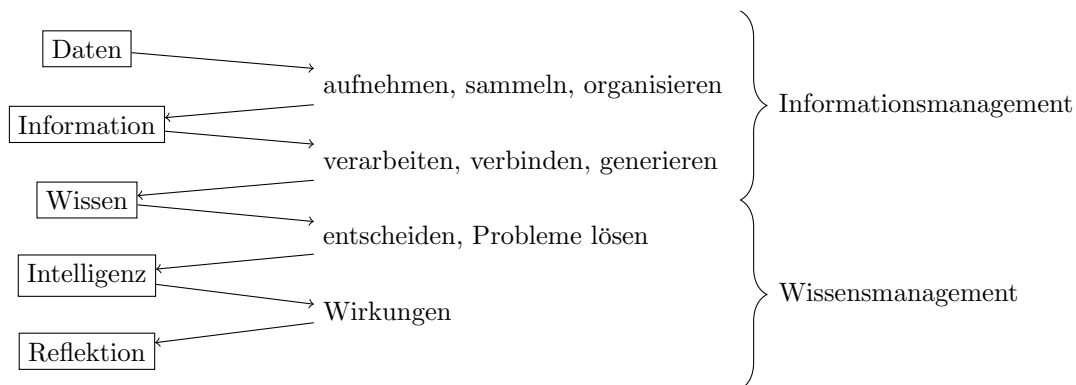 Daten
aufnehmen, sammeln, organisieren
Informationsmanagement
Information
verarbeiten, verbinden, generieren
Wissen
entscheiden, Probleme lösen
Intelligenz
Wissensmanagement
Wirkungen
Reflektion